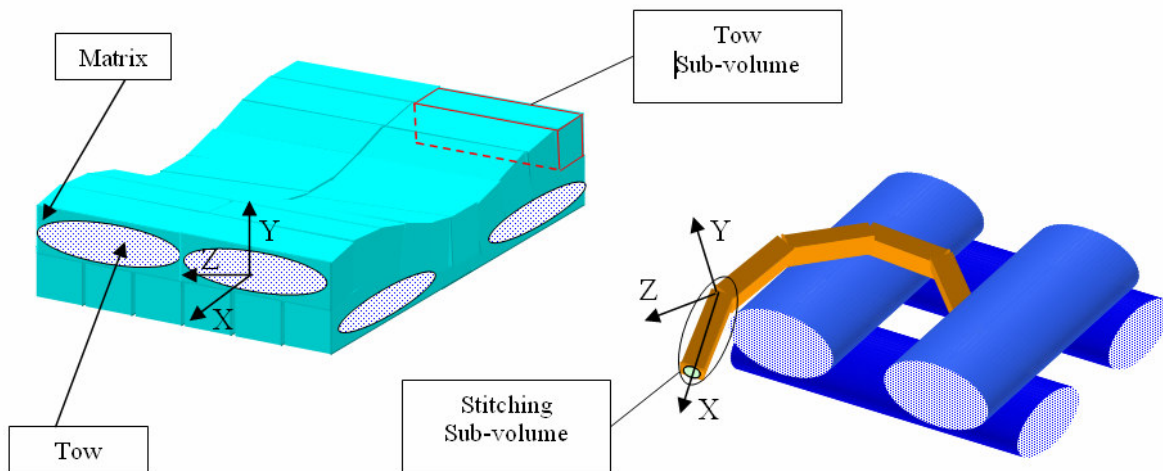 Matrix
Tow
Sub-volume
Y
Z
X
Y
Z
X
Stitching
Sub-volume
Tow